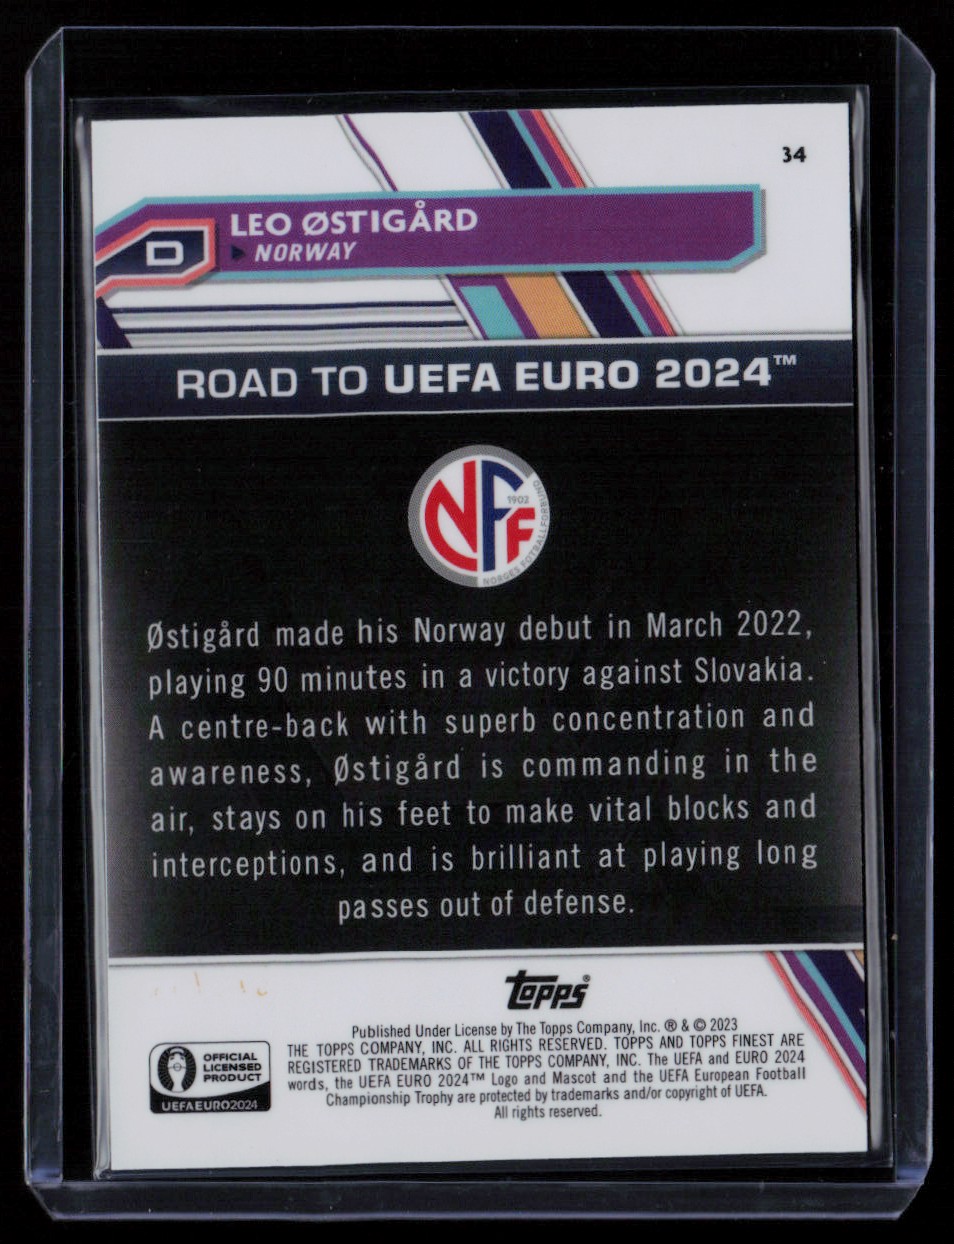 34
LEO ØSTIGÅRD
D
NORWAY
ROAD TO UEFA EURO 2024™
NFF
1902
NORGES FOTBALLFORBUND
Østigård made his Norway debut in March 2022,
playing 90 minutes in a victory against Slovakia.
A centre-back with superb concentration and
awareness, Østigård is commanding in the
air, stays on his feet to make vital blocks and
interceptions, and is brilliant at playing long
passes out of defense.
topps®
Published Under License by The Topps Company, Inc. ® & © 2023
THE TOPPS COMPANY, INC. ALL RIGHTS RESERVED. TOPPS AND TOPPS FINEST ARE
REGISTERED TRADEMARKS OF THE TOPPS COMPANY, INC. The UEFA and EURO 2024
words, the UEFA EURO 2024™ Logo and Mascot and the UEFA European Football
Championship Trophy are protected by trademarks and/or copyright of UEFA.
All rights reserved.
OFFICIAL
LICENSED
PRODUCT
UEFAEURO2024